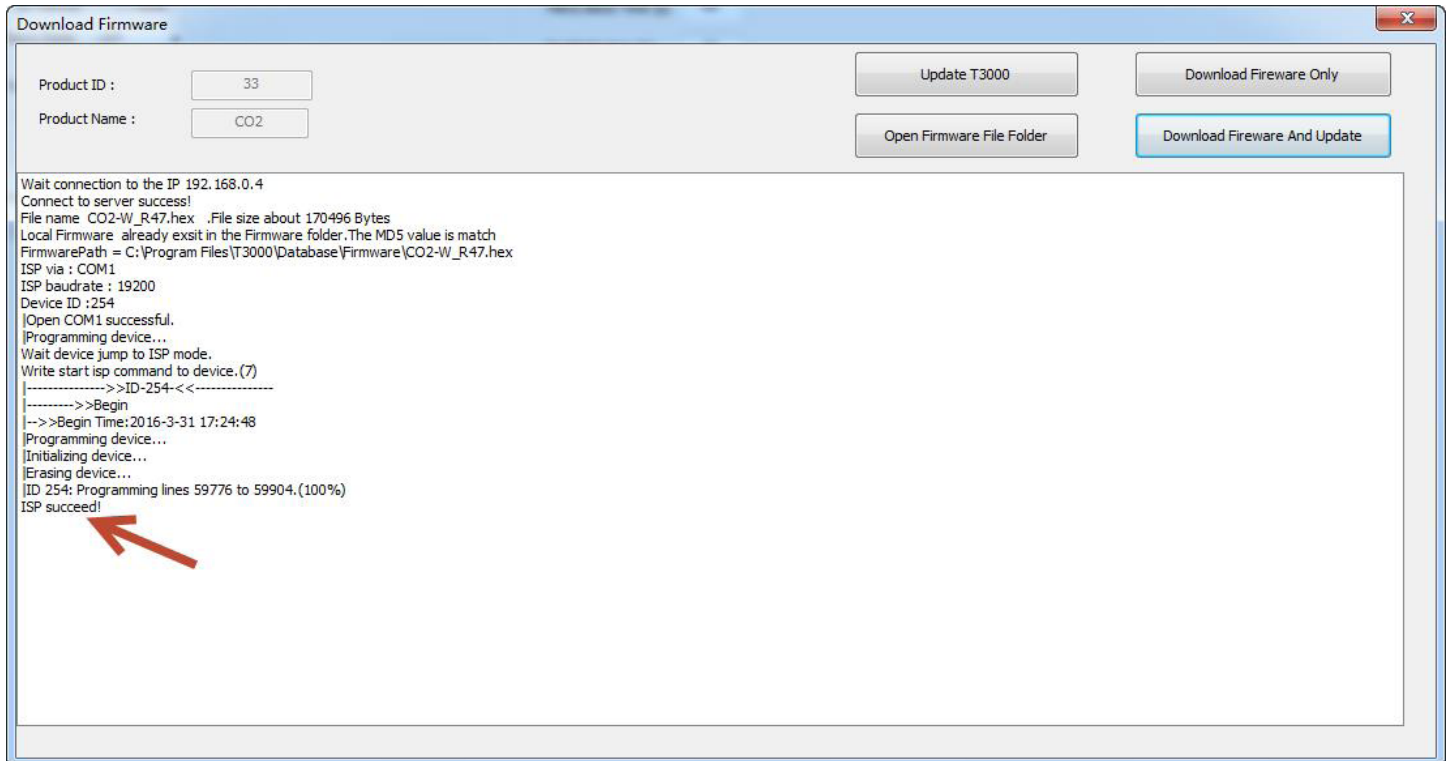 Download Firmware
Product ID :
33
Update T3000
Download Fireware Only
Product Name :
CO2
Open Firmware File Folder
Download Fireware And Update
Wait connection to the IP 192.168.0.4
Connect to server success!
File name  CO2-W_R47.hex   .File size about 170496 Bytes
Local Firmware  already exsit in the Firmware folder.The MD5 value is match
FirmwarePath = C:\Program Files\T3000\Database\Firmware\CO2-W_R47.hex
ISP via : COM1
ISP baudrate : 19200
Device ID :254
|Open COM1 successful.
|Programming device...
Wait device jump to ISP mode.
Write start isp command to device.(7)
|--------------->>ID-254-<<---------------
|--------->>Begin
|-->>Begin Time:2016-3-31 17:24:48
|Programming device...
|Initializing device...
|Erasing device...
|ID 254: Programming lines 59776 to 59904.(100%)
ISP succeed!